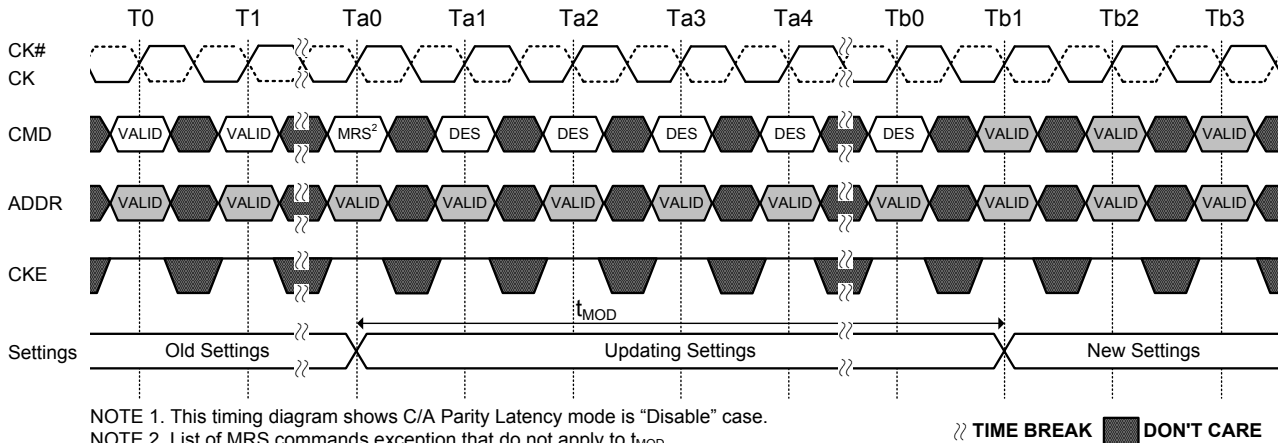 T0 T1 Ta0 Ta1 Ta2 Ta3 Ta4 Tb0 Tb1 Tb2 Tb3
CK#
CK
CMD VALID VALID MRS2 DES DES DES DES DES VALID VALID VALID
ADDR VALID VALID VALID VALID VALID VALID VALID VALID VALID VALID VALID
CKE
tMOD
Settings Old Settings Updating Settings New Settings
NOTE 1. This timing diagram shows C/A Parity Latency mode is “Disable” case.
NOTE 2. List of MRS commands exception that do not apply to tMOD
TIME BREAK DON'T CARE